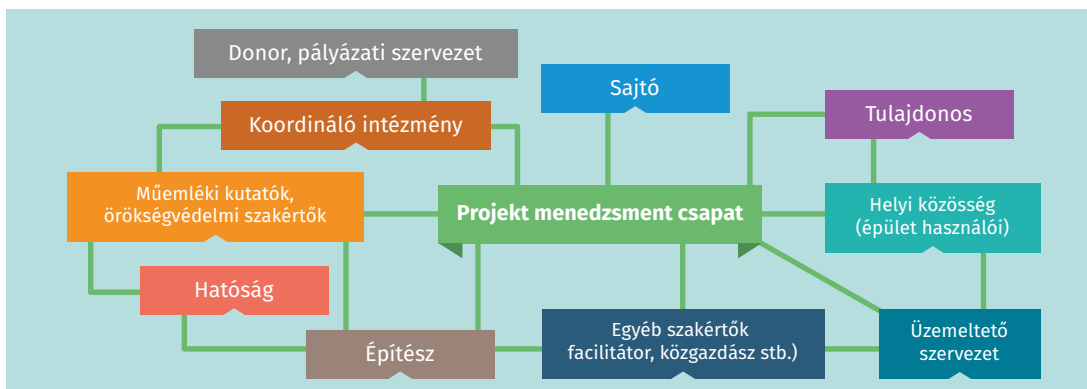 Donor, pályázati szervezet
Sajtó
Koordináló intézmény
Tulajdonos
Műemléki kutatók,
örökségvédelmi szakértők
Projekt menedzsment csapat
Helyi közösség
(épület használói)
Hatóság
Építész
Egyéb szakértők
facilitátor, közgazdász stb.)
Üzemeltető
szervezet